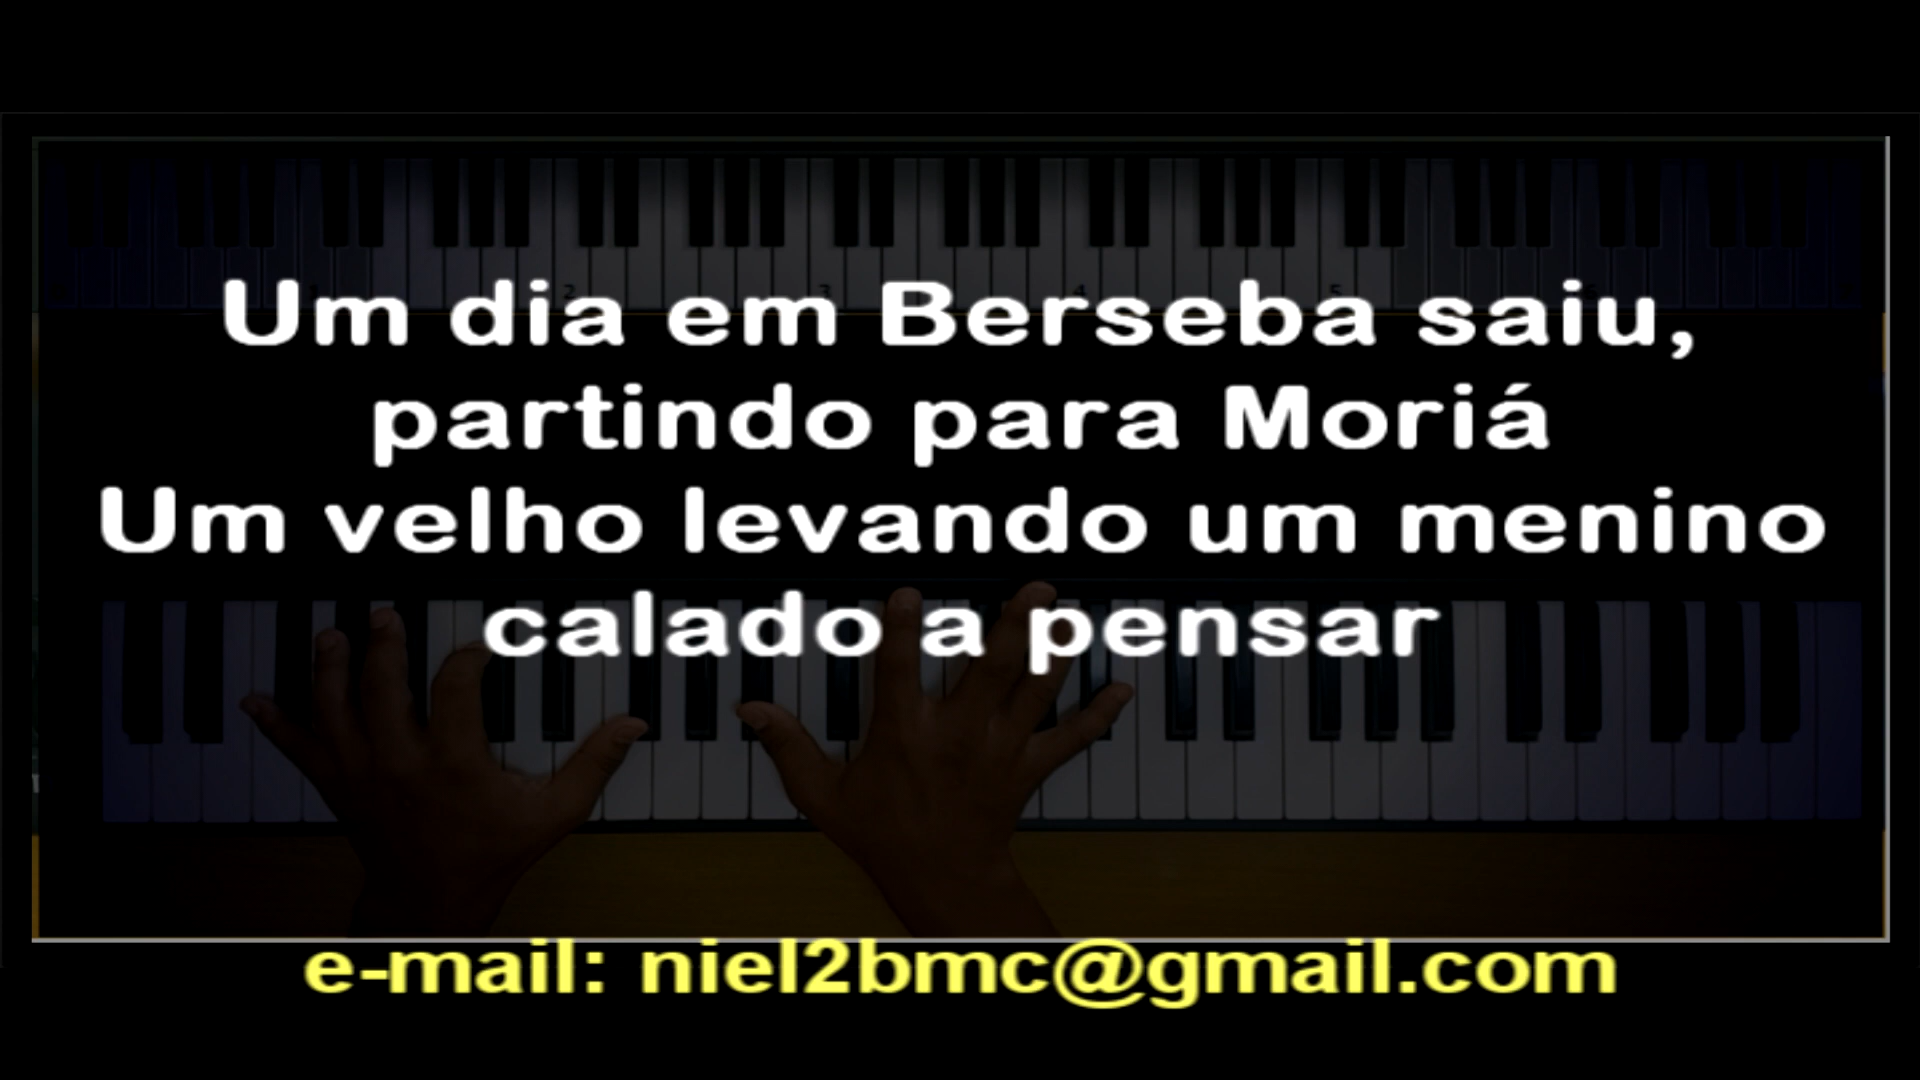 Um dia em Berseba saiu,
partindo para Moriá
Um velho levando um menino
calado a pensar
e-mail: niel2bmc@gmail.com